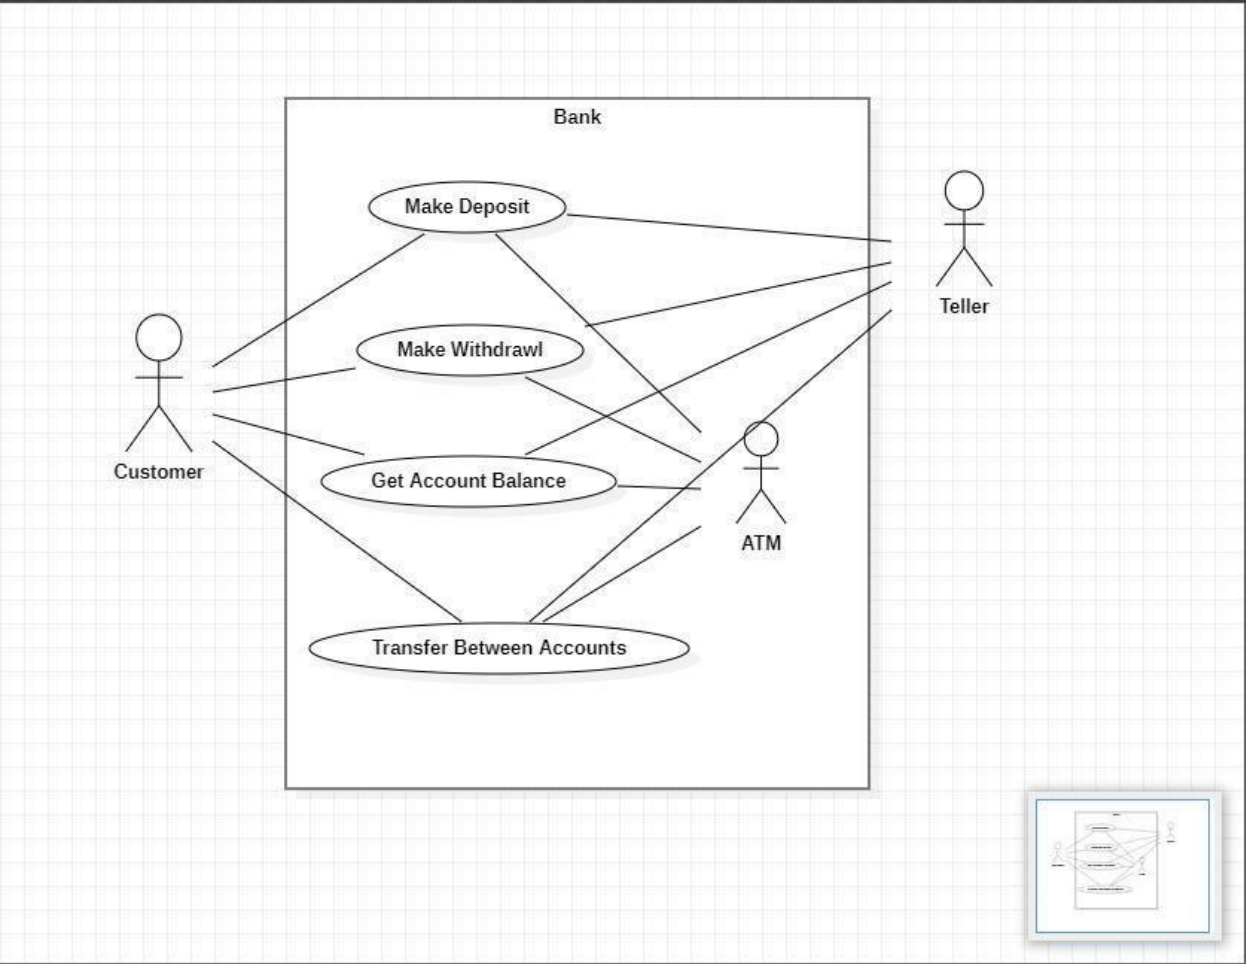 Bank
Make Deposit
Teller
Make Withdrawl
Customer
Get Account Balance
ATM
Transfer Between Accounts